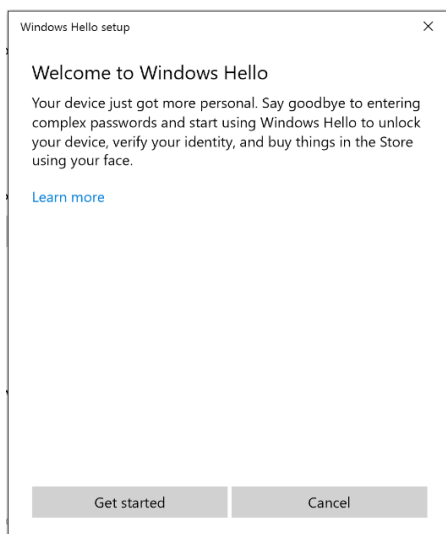 Windows Hello setup
Welcome to Windows Hello
Your device just got more personal. Say goodbye to entering
complex passwords and start using Windows Hello to unlock
your device, verify your identity, and buy things in the Store
using your face.
Learn more
Get started
Cancel